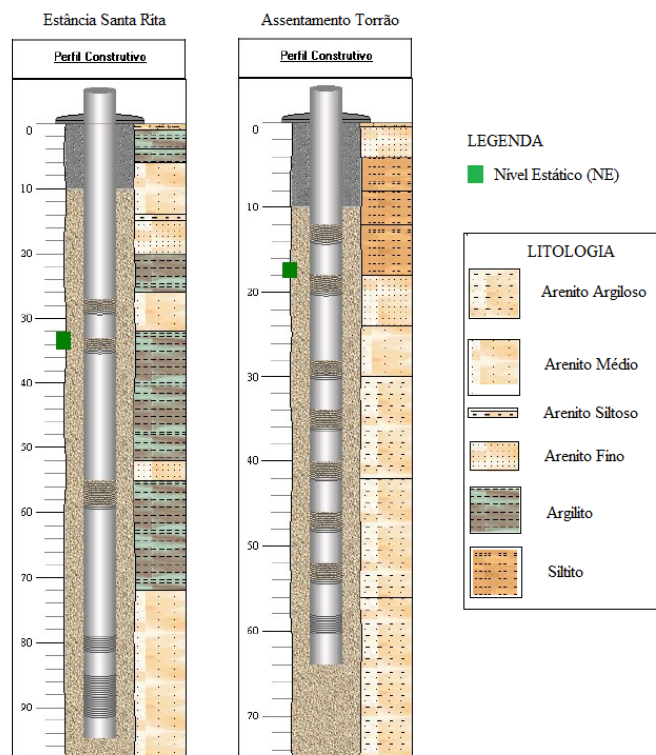 Estância Santa Rita
Perfil Construtivo
0
10
20
30
40
50
60
70
80
90
Assentamento Torrão
Perfil Construtivo
0
10
20
30
40
50
60
70
LEGENDA
Nível Estático (NE)
LITOLOGIA
Arenito Argiloso
Arenito Médio
Arenito Siltoso
Arenito Fino
Argilito
Siltito